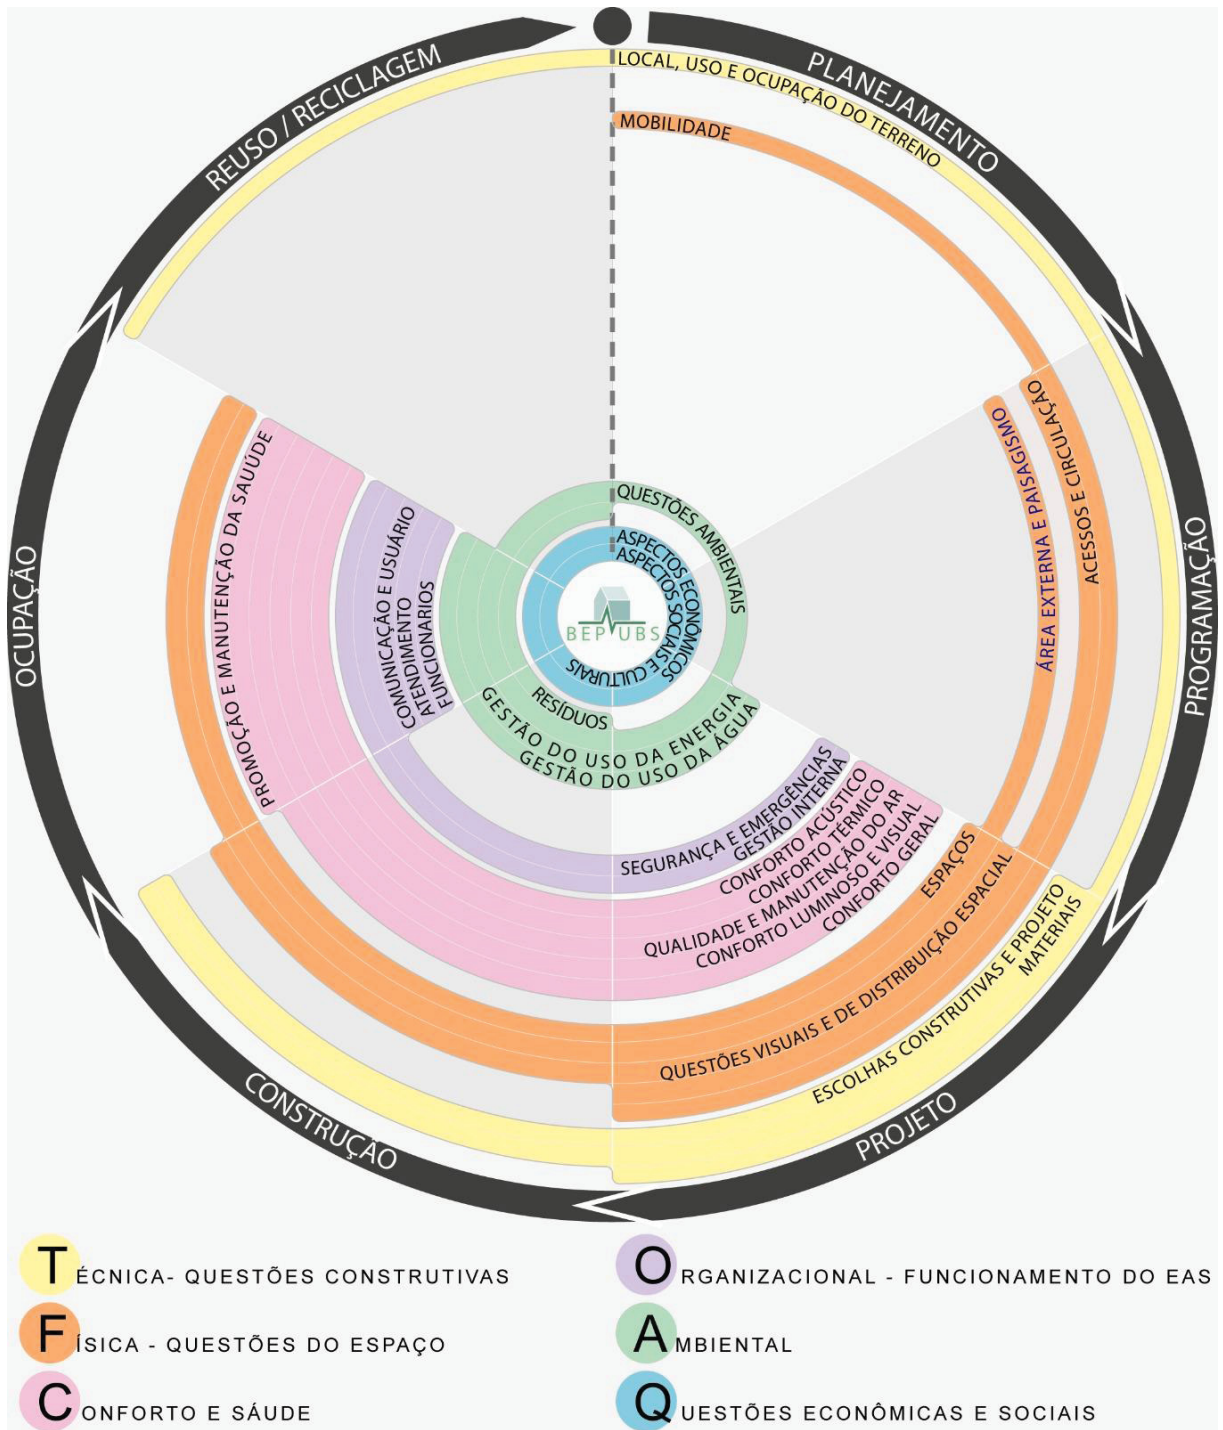 PLANEJAMENTO
PROGRAMAÇÃO
PROJETO
CONSTRUÇÃO
OCUPAÇÃO
REUSO / RECICLAGEM
LOCAL, USO E OCUPAÇÃO DO TERRENO
MOBILIDADE
ACESSOS E CIRCULAÇÃO
ÁREA EXTERNA E PAISAGISMO
QUESTÕES AMBIENTAIS
ASPECTOS ECONÔMICOS
ASPECTOS SOCIAIS E CULTURAIS
BEP UBS
RESÍDUOS
GESTÃO DO USO DA ENERGIA
GESTÃO DO USO DA ÁGUA
COMUNICAÇÃO E USUÁRIO
ATENDIMENTO
FUNCIONARIOS
PROMOÇÃO E MANUTENÇÃO DA SAUÚDE
SEGURANÇA E EMERGÊNCIAS
GESTÃO INTERNA
CONFORTO ACÚSTICO
CONFORTO TÉRMICO
QUALIDADE E MANUTENÇÃO DO AR
CONFORTO LUMINOSO E VISUAL
CONFORTO GERAL
ESPAÇOS
QUESTÕES VISUAIS E DE DISTRIBUIÇÃO ESPACIAL
ESCOLHAS CONSTRUTIVAS E PROJETO
MATERIAIS
TÉCNICA- QUESTÕES CONSTRUTIVAS
FÍSICA - QUESTÕES DO ESPAÇO
CONFORTO E SÁUDE
ORGANIZACIONAL - FUNCIONAMENTO DO EAS
AMBIENTAL
QUESTÕES ECONÔMICAS E SOCIAIS